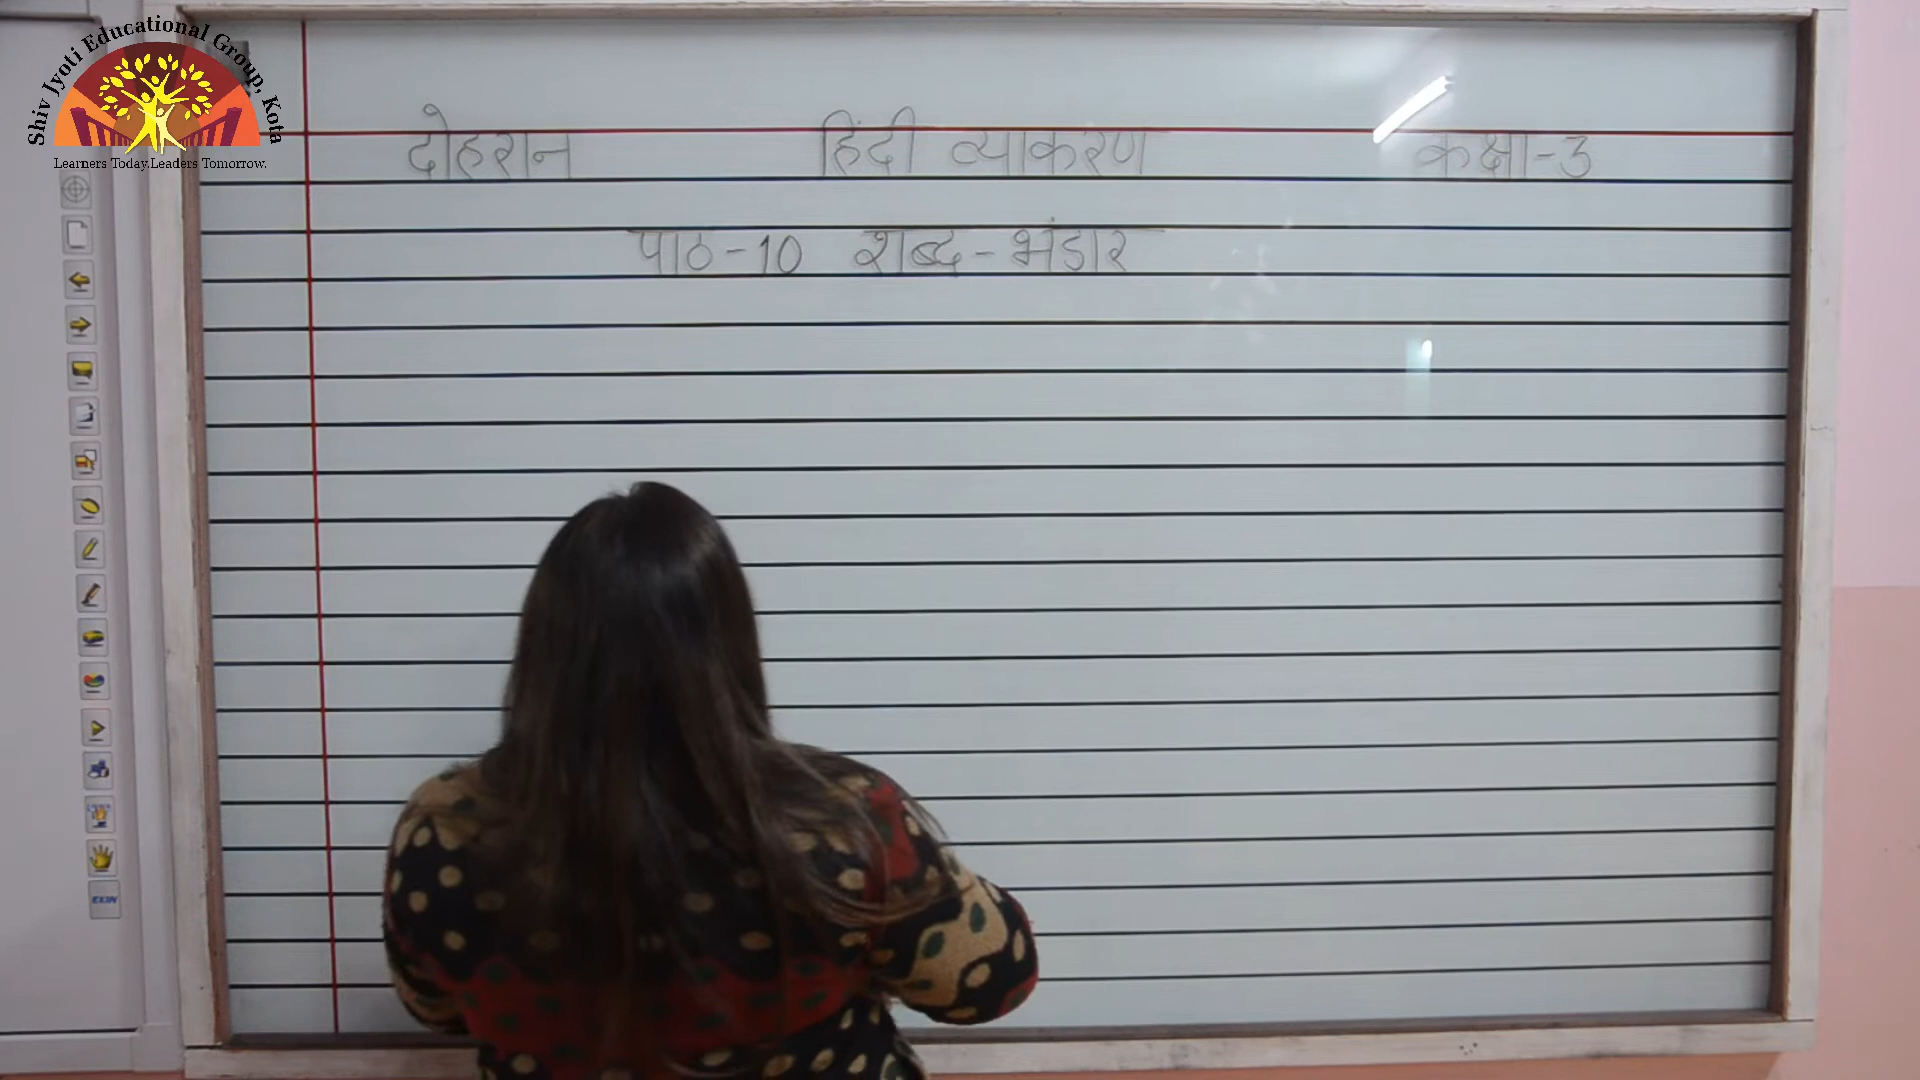 Shiv Jyoti Educational Group, Kota
Learners Today.Leaders Tomorrow.
दोहरान हिंदी व्याकरण कक्षा-3
पाठ-10 शब्द-भंडार